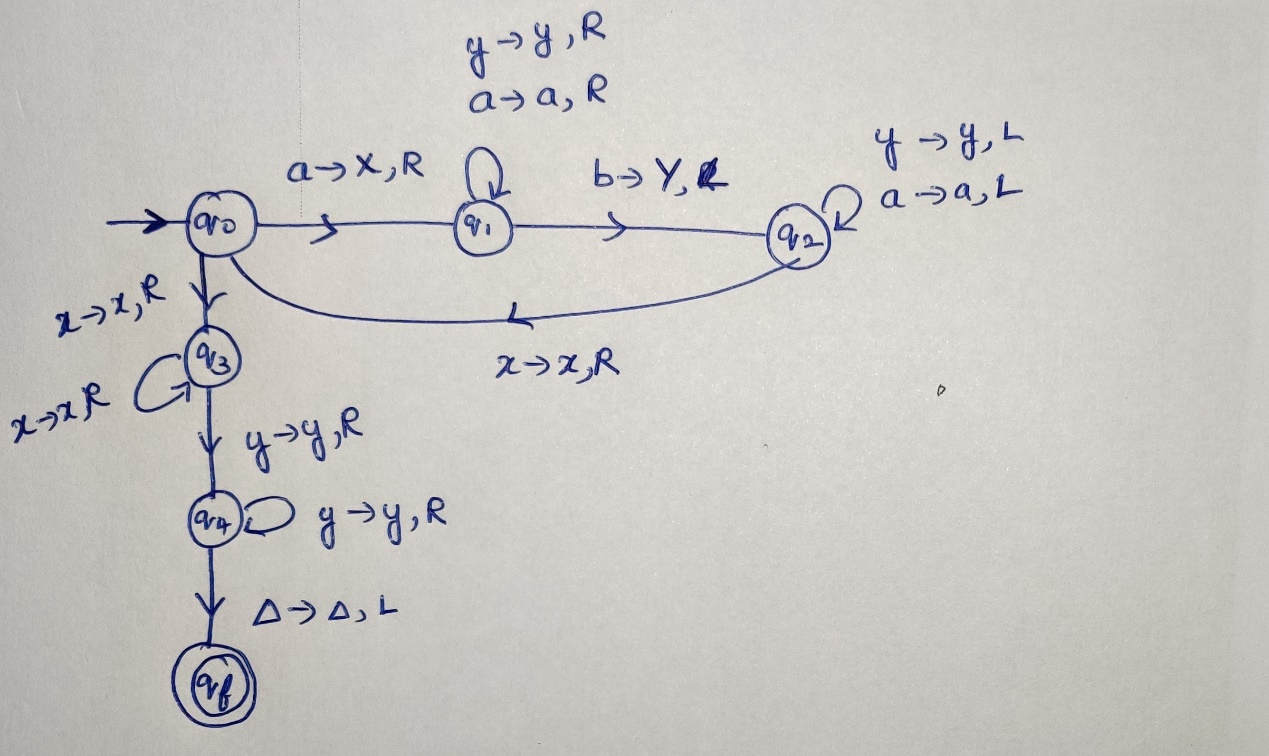 y→y,R
a→a,R
y→y,L
a→a,L
a→X,R
b→Y,L
q0
q1
q2
x→x,R
x→x,R
q3
x→x,R
y→y,R
q4
y→y,R
Δ→Δ,L
qf